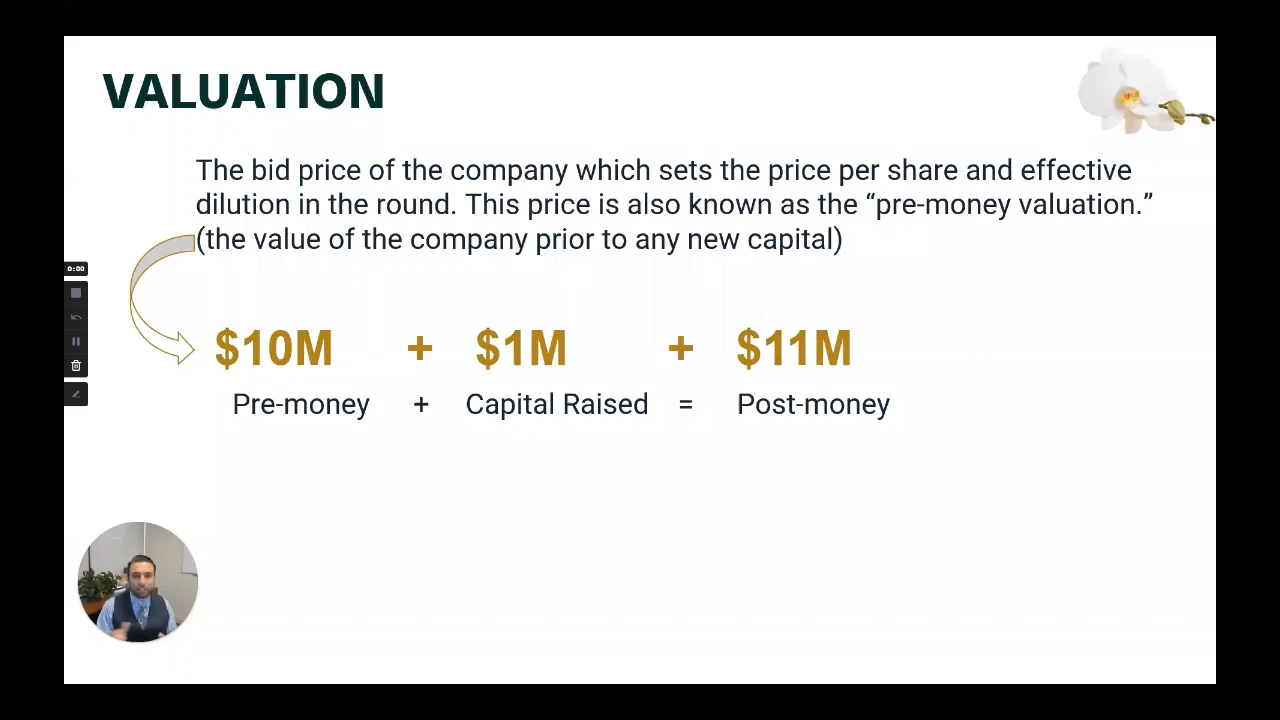 VALUATION
The bid price of the company which sets the price per share and effective
dilution in the round. This price is also known as the “pre-money valuation.”
(the value of the company prior to any new capital)
0:00
$10M + $1M + $11M
Pre-money + Capital Raised = Post-money